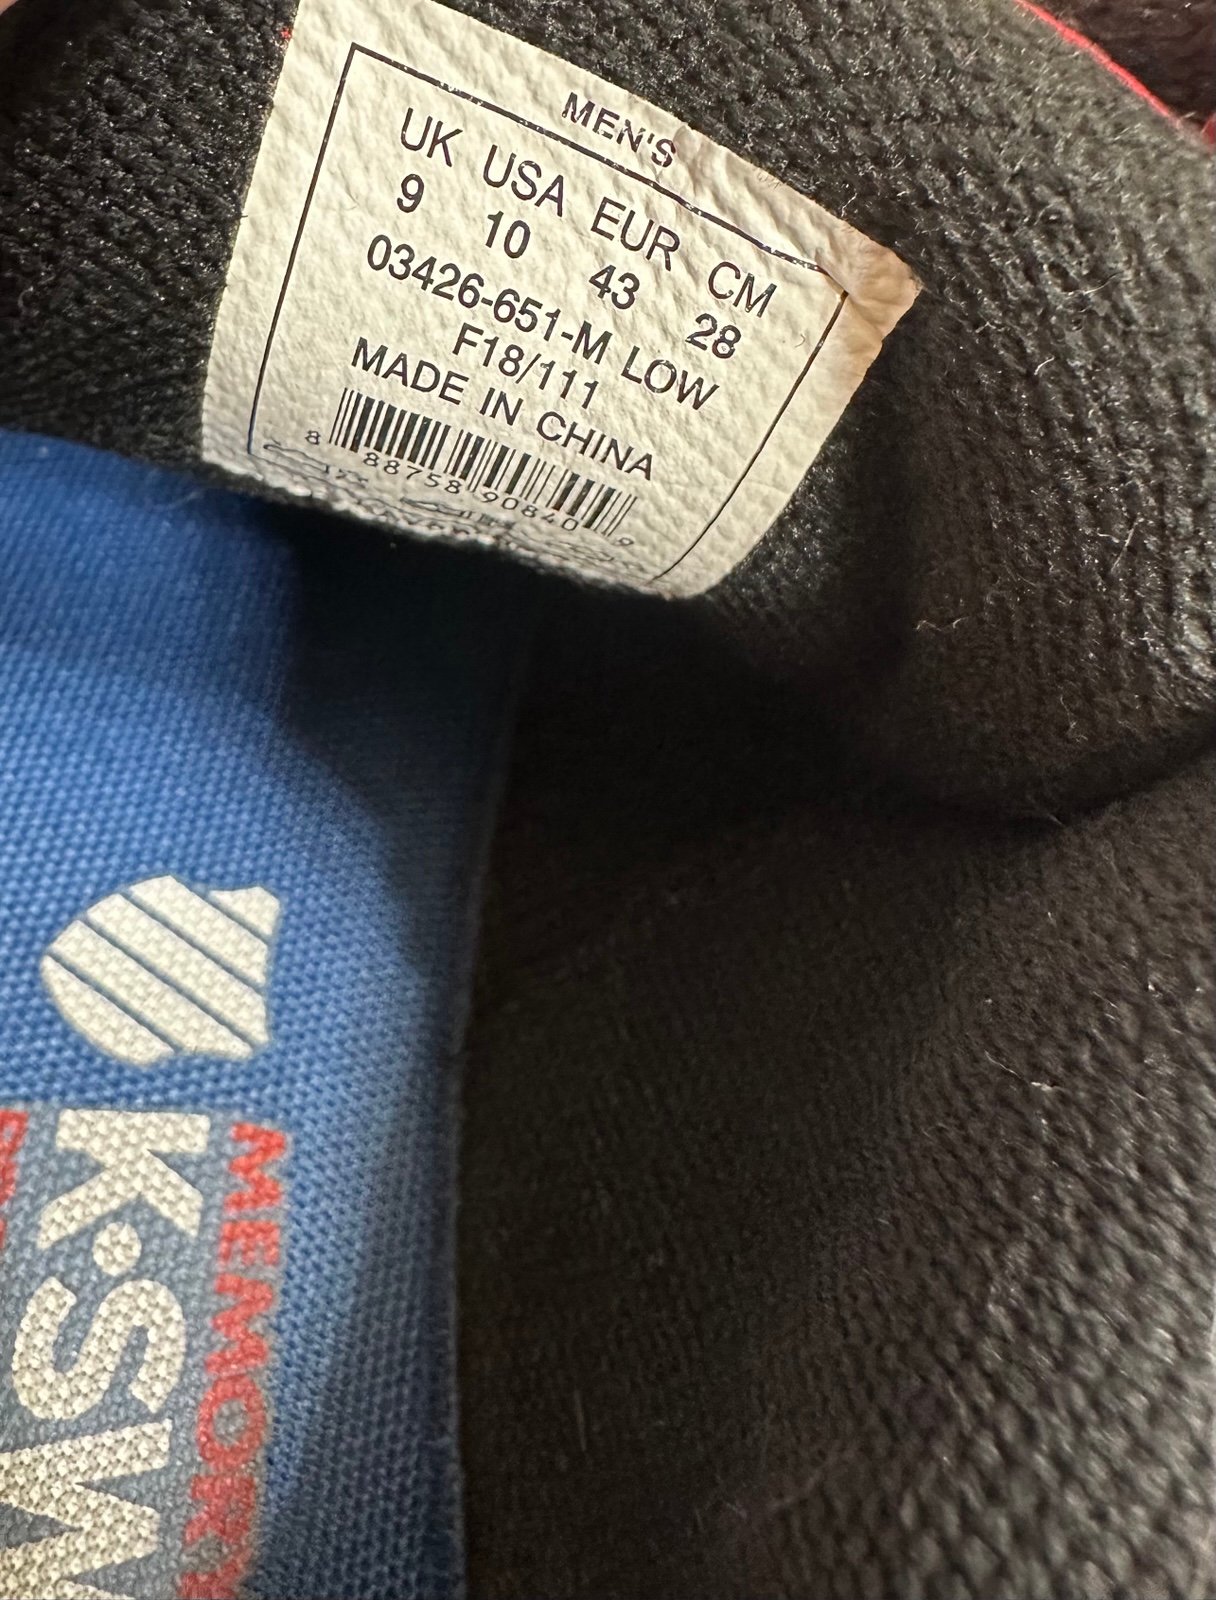 MEN'S
UK USA EUR CM
9 10 43 28
03426-651-M LOW
F18/111
MADE IN CHINA
8 88758 90840 9
K·SW
MEMORY